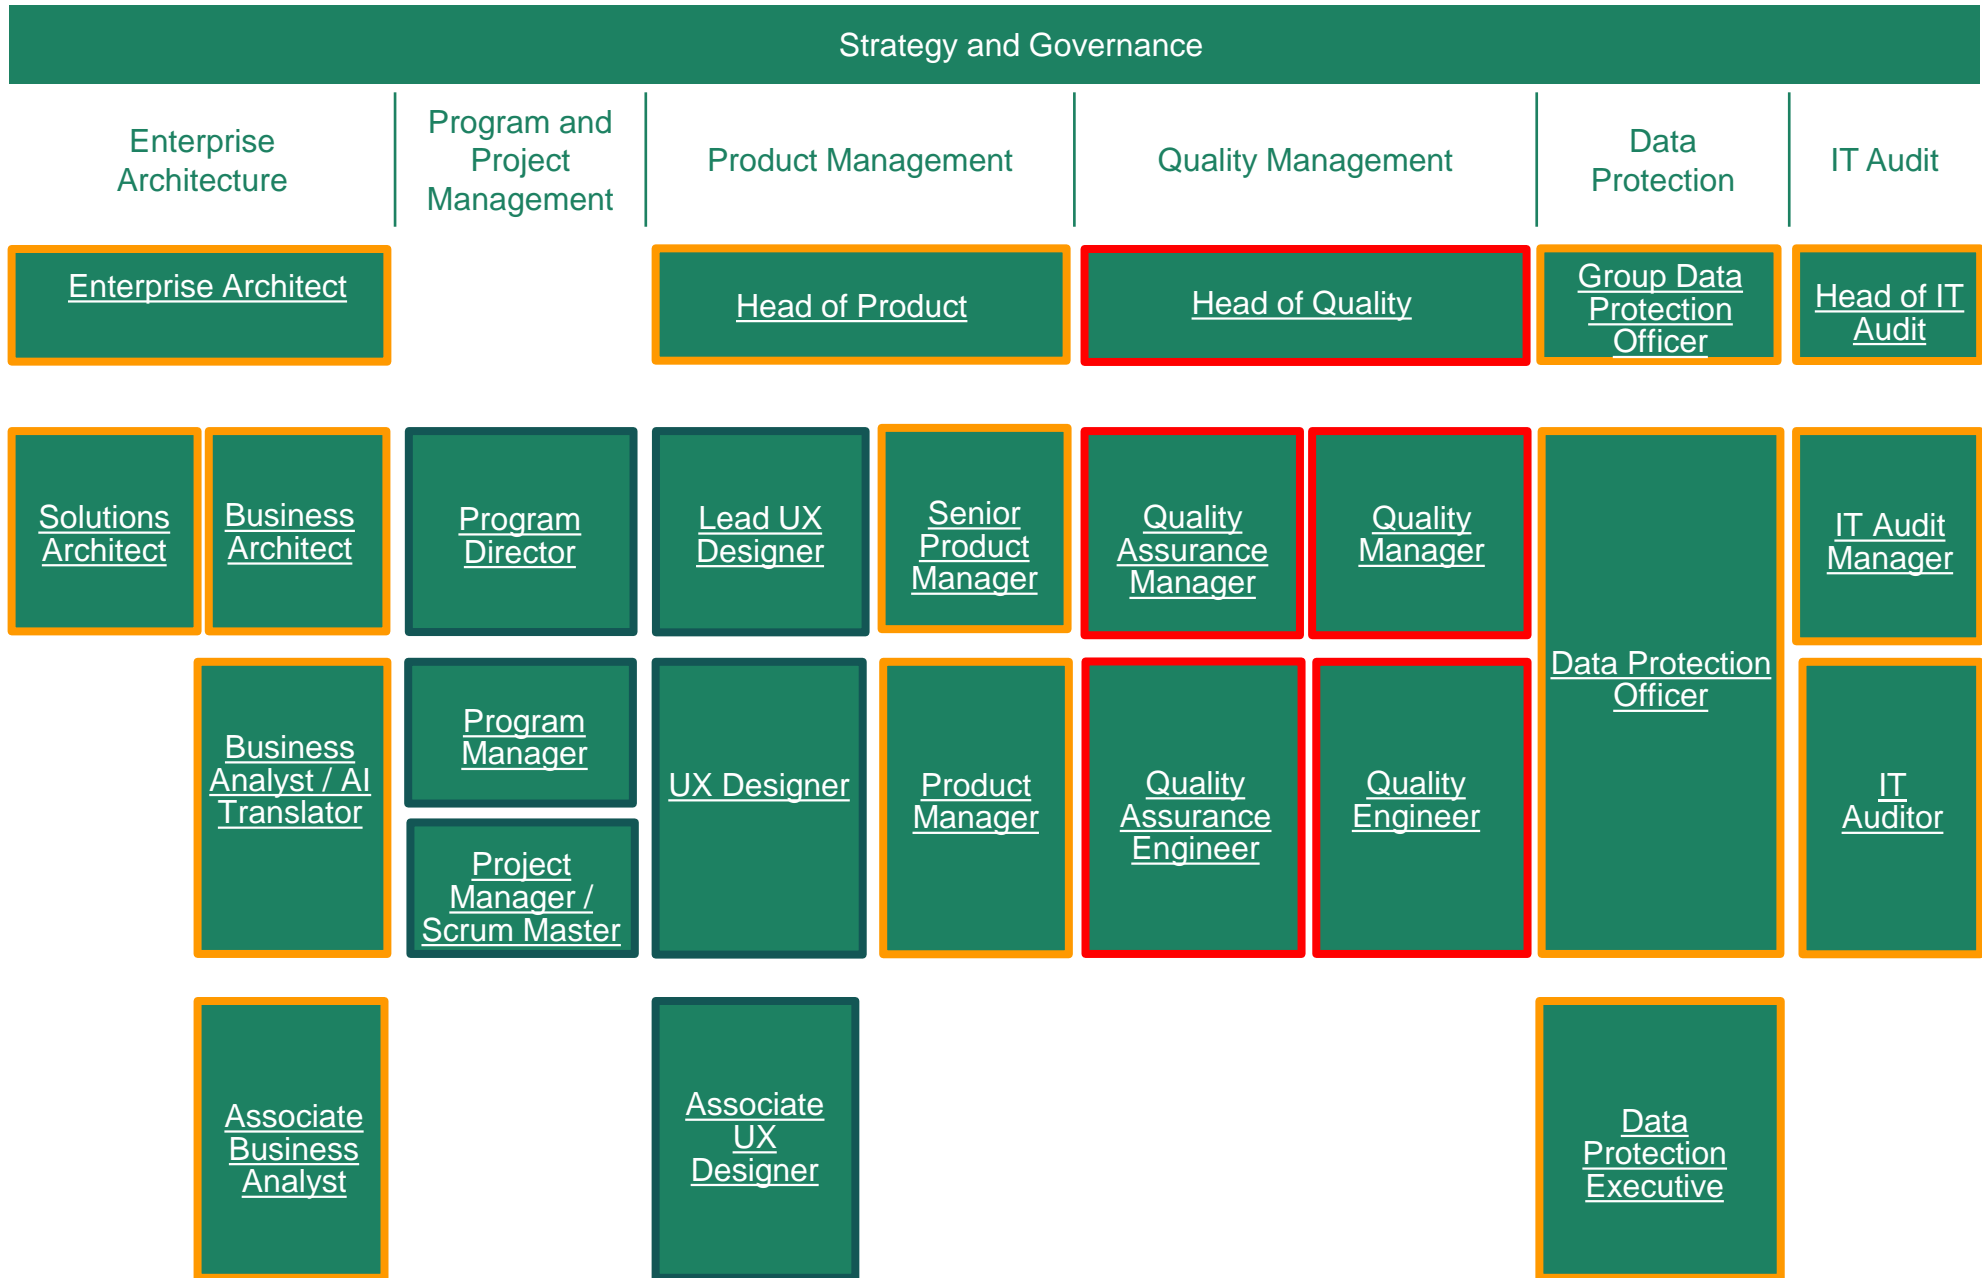 Strategy and Governance
Enterprise
Architecture
Program and
Project
Management
Product Management
Quality Management
Data
Protection
IT Audit
Enterprise Architect
Head of Product
Head of Quality
Group Data
Protection
Officer
Head of IT
Audit
Solutions
Architect
Business
Architect
Program
Director
Lead UX
Designer
Senior
Product
Manager
Quality
Assurance
Manager
Quality
Manager
Data Protection
Officer
IT Audit
Manager
Business
Analyst / AI
Translator
Program
Manager
Project
Manager /
Scrum Master
UX Designer
Product
Manager
Quality
Assurance
Engineer
Quality
Engineer
IT
Auditor
Associate
Business
Analyst
Associate
UX
Designer
Data
Protection
Executive